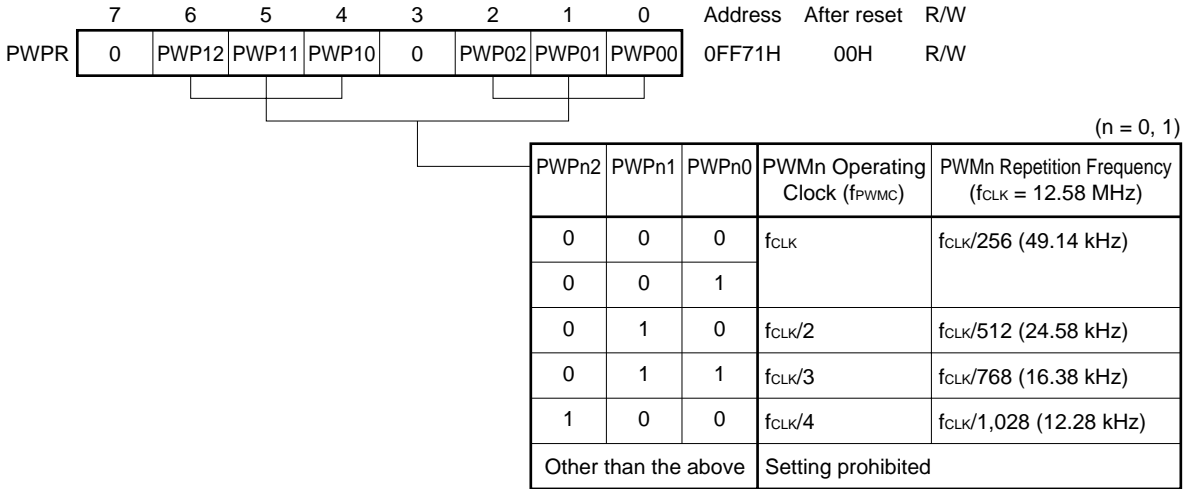 7 6 5 4 3 2 1 0 Address After reset R/W
PWPR 0 PWP12 PWP11 PWP10 0 PWP02 PWP01 PWP00 0FF71H 00H R/W
(n = 0, 1)
PWPn2 PWPn1 PWPn0 PWMn Operating Clock (fPWMC) PWMn Repetition Frequency (fCLK = 12.58 MHz)
0 0 0 fCLK fCLK/256 (49.14 kHz)
0 0 1
0 1 0 fCLK/2 fCLK/512 (24.58 kHz)
0 1 1 fCLK/3 fCLK/768 (16.38 kHz)
1 0 0 fCLK/4 fCLK/1,028 (12.28 kHz)
Other than the above Setting prohibited